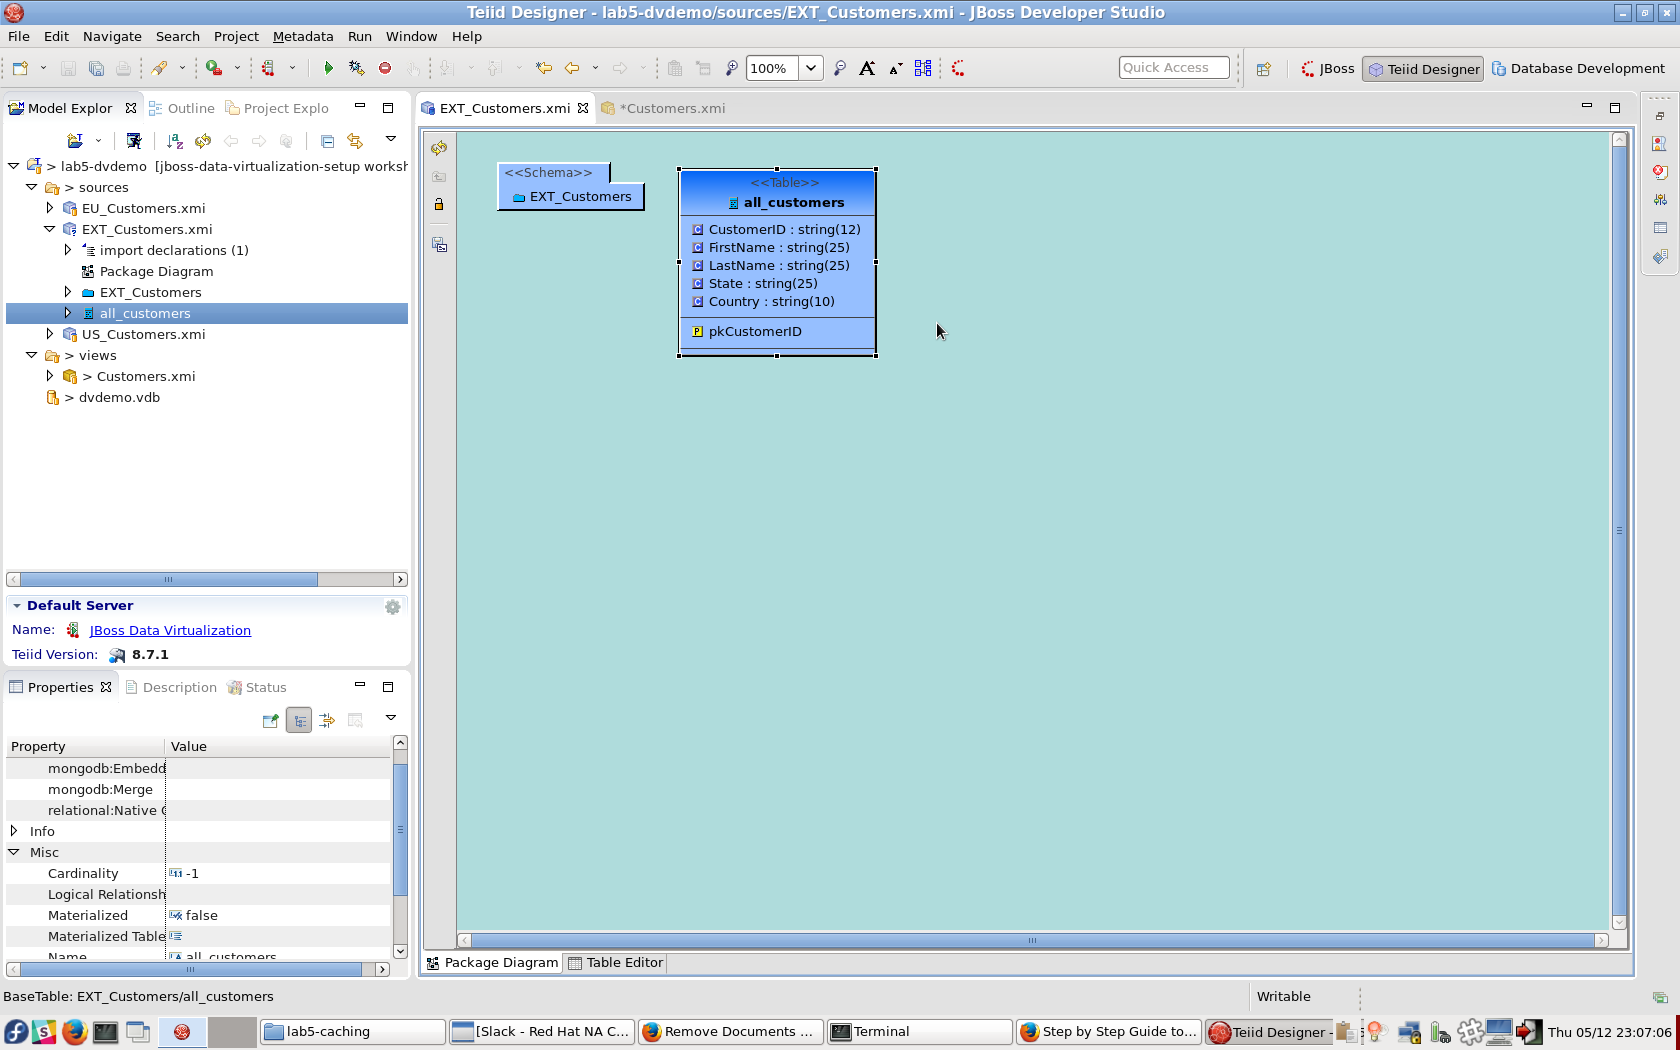 Teiid Designer - lab5-dvdemo/sources/EXT_Customers.xmi - JBoss Developer Studio
File Edit Navigate Search Project Metadata Run Window Help
100%
Quick Access
JBoss
Teiid Designer
Database Development
Model Explor
Outline
Project Explo
EXT_Customers.xmi
*Customers.xmi
> lab5-dvdemo [jboss-data-virtualization-setup worksh
> sources
EU_Customers.xmi
EXT_Customers.xmi
import declarations (1)
Package Diagram
EXT_Customers
all_customers
US_Customers.xmi
> views
> Customers.xmi
> dvdemo.vdb
<<Schema>>
EXT_Customers
<<Table>>
all_customers
CustomerID : string(12)
FirstName : string(25)
LastName : string(25)
State : string(25)
Country : string(10)
pkCustomerID
Default Server
Name: JBoss Data Virtualization
Teiid Version: 8.7.1
Properties
Description
Status
Property Value
mongodb:Embedd
mongodb:Merge
relational:Native
Info
Misc
Cardinality -1
Logical Relationsh
Materialized false
Materialized Table
Name all_customers
Package Diagram
Table Editor
BaseTable: EXT_Customers/all_customers
Writable
lab5-caching
[Slack - Red Hat NA C...
Remove Documents ...
Terminal
Step by Step Guide to...
Teiid Designer -
Thu 05/12 23:07:06